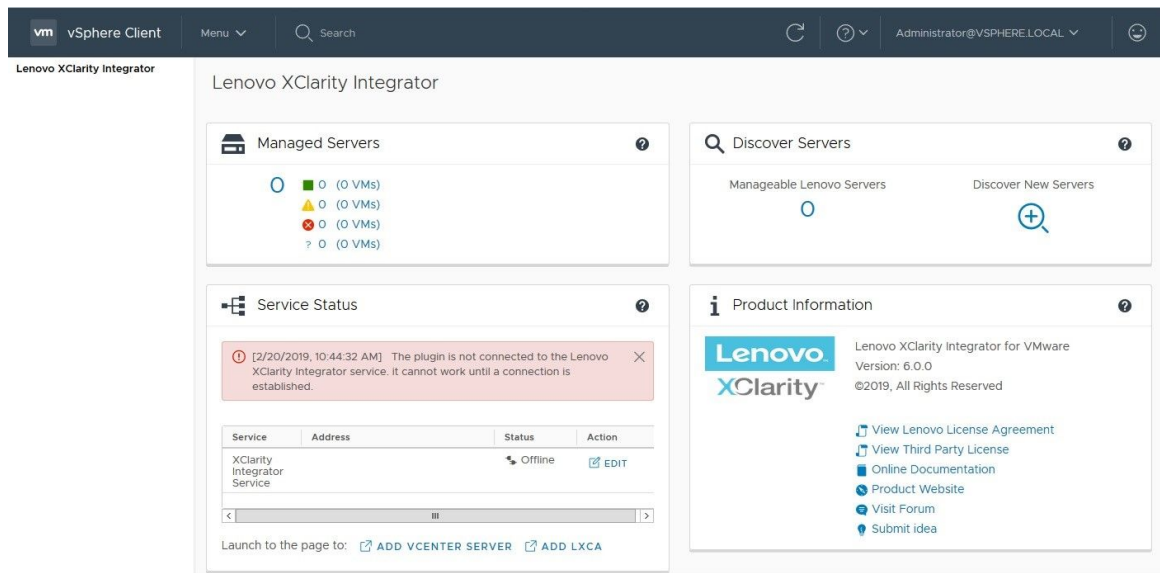 vm vSphere Client Menu Search Administrator@VSPHERE.LOCAL
Lenovo XClarity Integrator
Lenovo XClarity Integrator
Managed Servers
0 0 (0 VMs)
0 (0 VMs)
0 (0 VMs)
? 0 (0 VMs)
Discover Servers
Manageable Lenovo Servers Discover New Servers
0
Service Status
[2/20/2019, 10:44:32 AM] The plugin is not connected to the Lenovo
XClarity Integrator service. it cannot work until a connection is
established.
Service Address Status Action
XClarity
Integrator
Service
Offline EDIT
Launch to the page to: ADD VCENTER SERVER ADD LXCA
Product Information
Lenovo
XClarity
Lenovo XClarity Integrator for VMware
Version: 6.0.0
©2019, All Rights Reserved
View Lenovo License Agreement
View Third Party License
Online Documentation
Product Website
Visit Forum
Submit idea